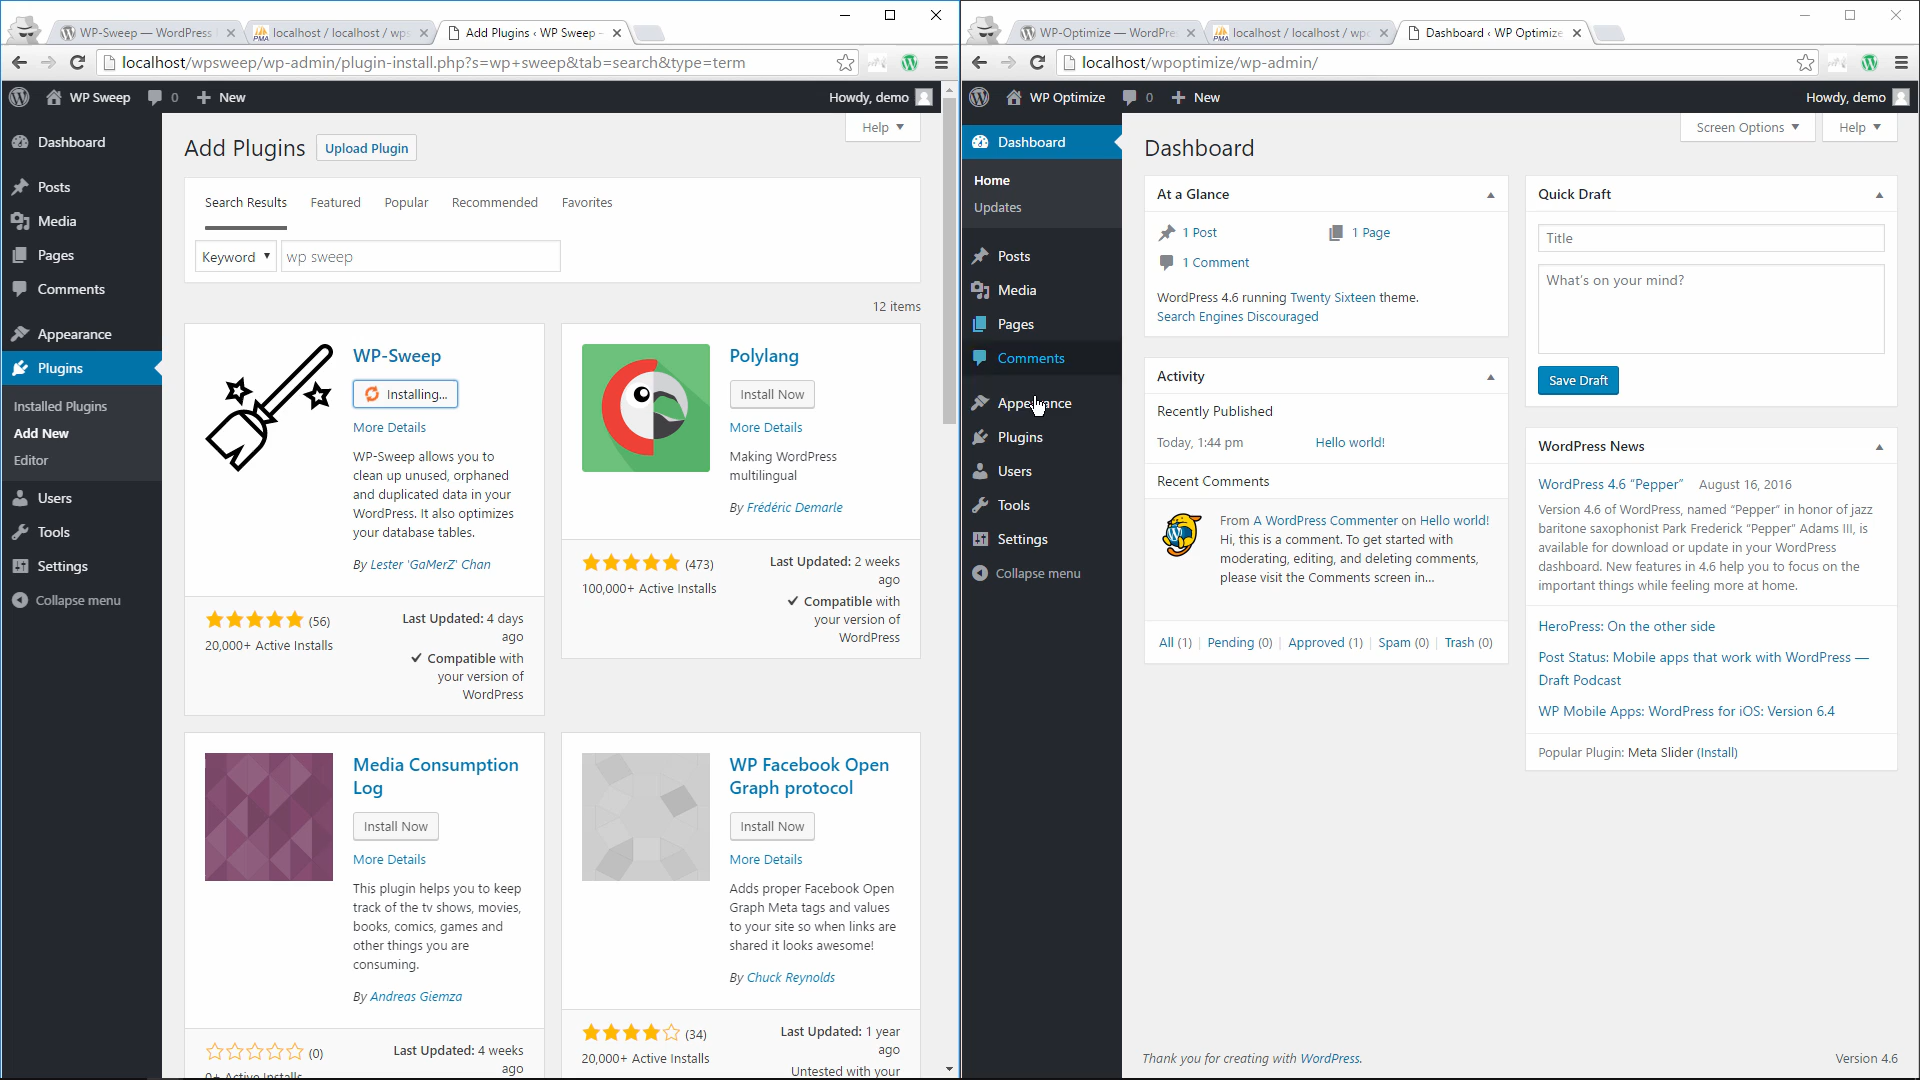 WP-Sweep — WordPress
localhost / localhost / wps
Add Plugins ‹ WP Sweep –
localhost/wpsweep/wp-admin/plugin-install.php?s=wp+sweep&tab=search&type=term
WP Sweep
0
New
Howdy, demo
Dashboard
Posts
Media
Pages
Comments
Appearance
Plugins
Installed Plugins
Add New
Editor
Users
Tools
Settings
Collapse menu
Help
Add Plugins
Upload Plugin
Search Results
Featured
Popular
Recommended
Favorites
Keyword
wp sweep
12 items
WP-Sweep
Installing...
More Details
WP-Sweep allows you to
clean up unused, orphaned
and duplicated data in your
WordPress. It also optimizes
your database tables.
By Lester 'GaMerZ' Chan
(56)
20,000+ Active Installs
Last Updated: 4 days
ago
Compatible with
your version of
WordPress
Polylang
Install Now
More Details
Making WordPress
multilingual
By Frédéric Demarle
(473)
100,000+ Active Installs
Last Updated: 2 weeks
ago
Compatible with
your version of
WordPress
Media Consumption
Log
Install Now
More Details
This plugin helps you to keep
track of the tv shows, movies,
books, comics, games and
other things you are
consuming.
By Andreas Giemza
(0)
0+ Active Installs
Last Updated: 4 weeks
ago
WP Facebook Open
Graph protocol
Install Now
More Details
Adds proper Facebook Open
Graph Meta tags and values
to your site so when links are
shared it looks awesome!
By Chuck Reynolds
(34)
20,000+ Active Installs
Last Updated: 1 year
ago
Untested with your
WP-Optimize — WordPre
localhost / localhost / wpo
Dashboard ‹ WP Optimize
localhost/wpoptimize/wp-admin/
WP Optimize
0
New
Howdy, demo
Dashboard
Home
Updates
Posts
Media
Pages
Comments
Appearance
Plugins
Users
Tools
Settings
Collapse menu
Screen Options
Help
Dashboard
At a Glance
1 Post
1 Page
1 Comment
WordPress 4.6 running Twenty Sixteen theme.
Search Engines Discouraged
Activity
Recently Published
Today, 1:44 pm
Hello world!
Recent Comments
From A WordPress Commenter on Hello world!
Hi, this is a comment. To get started with
moderating, editing, and deleting comments,
please visit the Comments screen in…
All (1) | Pending (0) | Approved (1) | Spam (0) | Trash (0)
Quick Draft
Title
What's on your mind?
Save Draft
WordPress News
WordPress 4.6 “Pepper” August 16, 2016
Version 4.6 of WordPress, named “Pepper” in honor of jazz
baritone saxophonist Park Frederick “Pepper” Adams III, is
available for download or update in your WordPress
dashboard. New features in 4.6 help you to focus on the
important things while feeling more at home.
HeroPress: On the other side
Post Status: Mobile apps that work with WordPress —
Draft Podcast
WP Mobile Apps: WordPress for iOS: Version 6.4
Popular Plugin: Meta Slider (Install)
Thank you for creating with WordPress.
Version 4.6